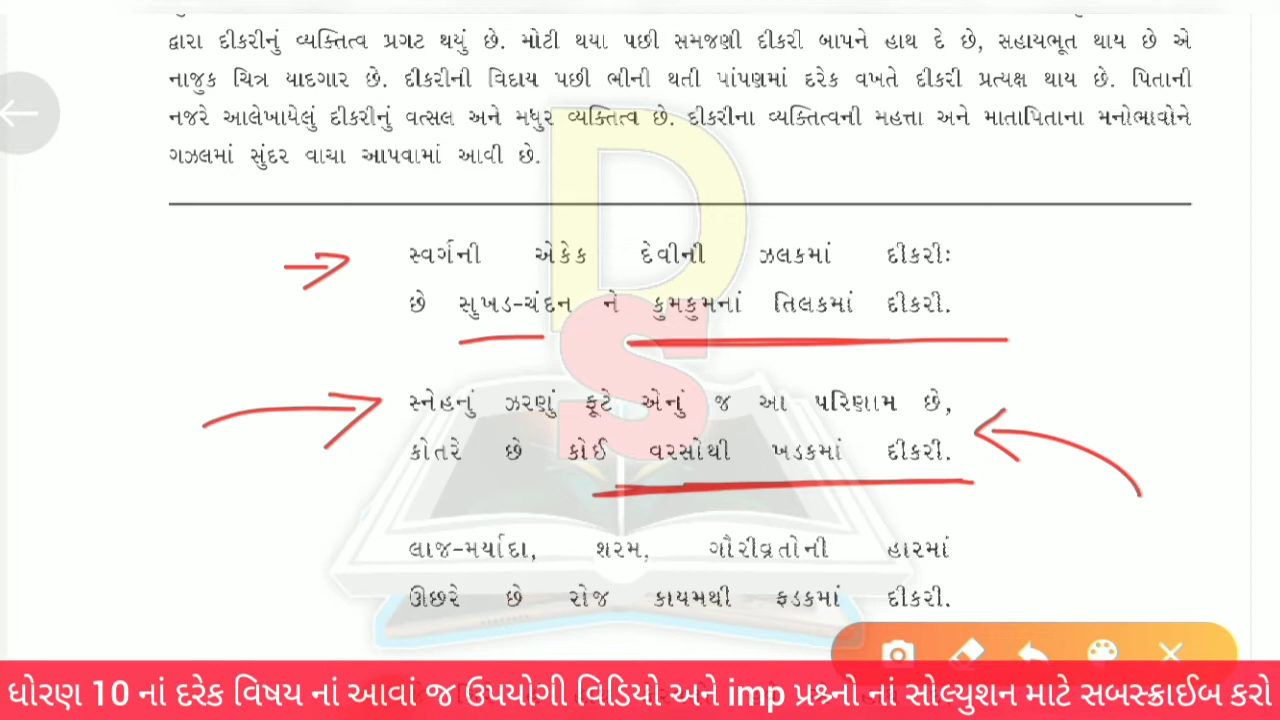 દ્વારા દીકરીનું વ્યક્તિત્વ પ્રગટ થયું છે. મોટી થયા પછી સમજણી દીકરી બાપને હાથ દે છે, સહાયભૂત થાય છે એ
નાજુક ચિત્ર યાદગાર છે. દીકરીની વિદાય પછી ભીની થતી પાંપણમાં દરેક વખતે દીકરી પ્રત્યક્ષ થાય છે. પિતાની
નજરે આલેખાયેલું દીકરીનું વત્સલ અને મધુર વ્યક્તિત્વ છે. દીકરીના વ્યક્તિત્વની મહત્તા અને માતાપિતાના મનોભાવોને
ગઝલમાં સુંદર વાચા આપવામાં આવી છે.
સ્વર્ગની એકેક દેવીની ઝલકમાં દીકરીઃ
છે સુખડ-ચંદન ને કુમકુમનાં તિલકમાં દીકરી.
સ્નેહનું ઝરણું ફૂટે એનું જ આ પરિણામ છે,
કોતરે છે કોઈ વરસોથી ખડકમાં દીકરી.
લાજ-મર્યાદા, શરમ, ગૌરીવ્રતોની હારમાં
ઊછરે છે રોજ કાયમથી ફડકમાં દીકરી.
DS
ધોરણ 10 નાં દરેક વિષય નાં આવાં જ ઉપયોગી વિડિયો અને imp પ્રશ્નો નાં સોલ્યુશન માટે સબસ્ક્રાઈબ કરો